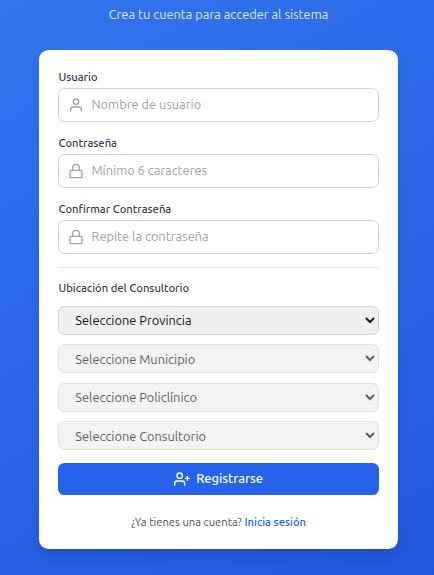 Crea tu cuenta para acceder al sistema
Usuario
Nombre de usuario
Contraseña
Mínimo 6 caracteres
Confirmar Contraseña
Repite la contraseña
Ubicación del Consultorio
Seleccione Provincia
Seleccione Municipio
Seleccione Policlínico
Seleccione Consultorio
Registrarse
¿Ya tienes una cuenta? Inicia sesión